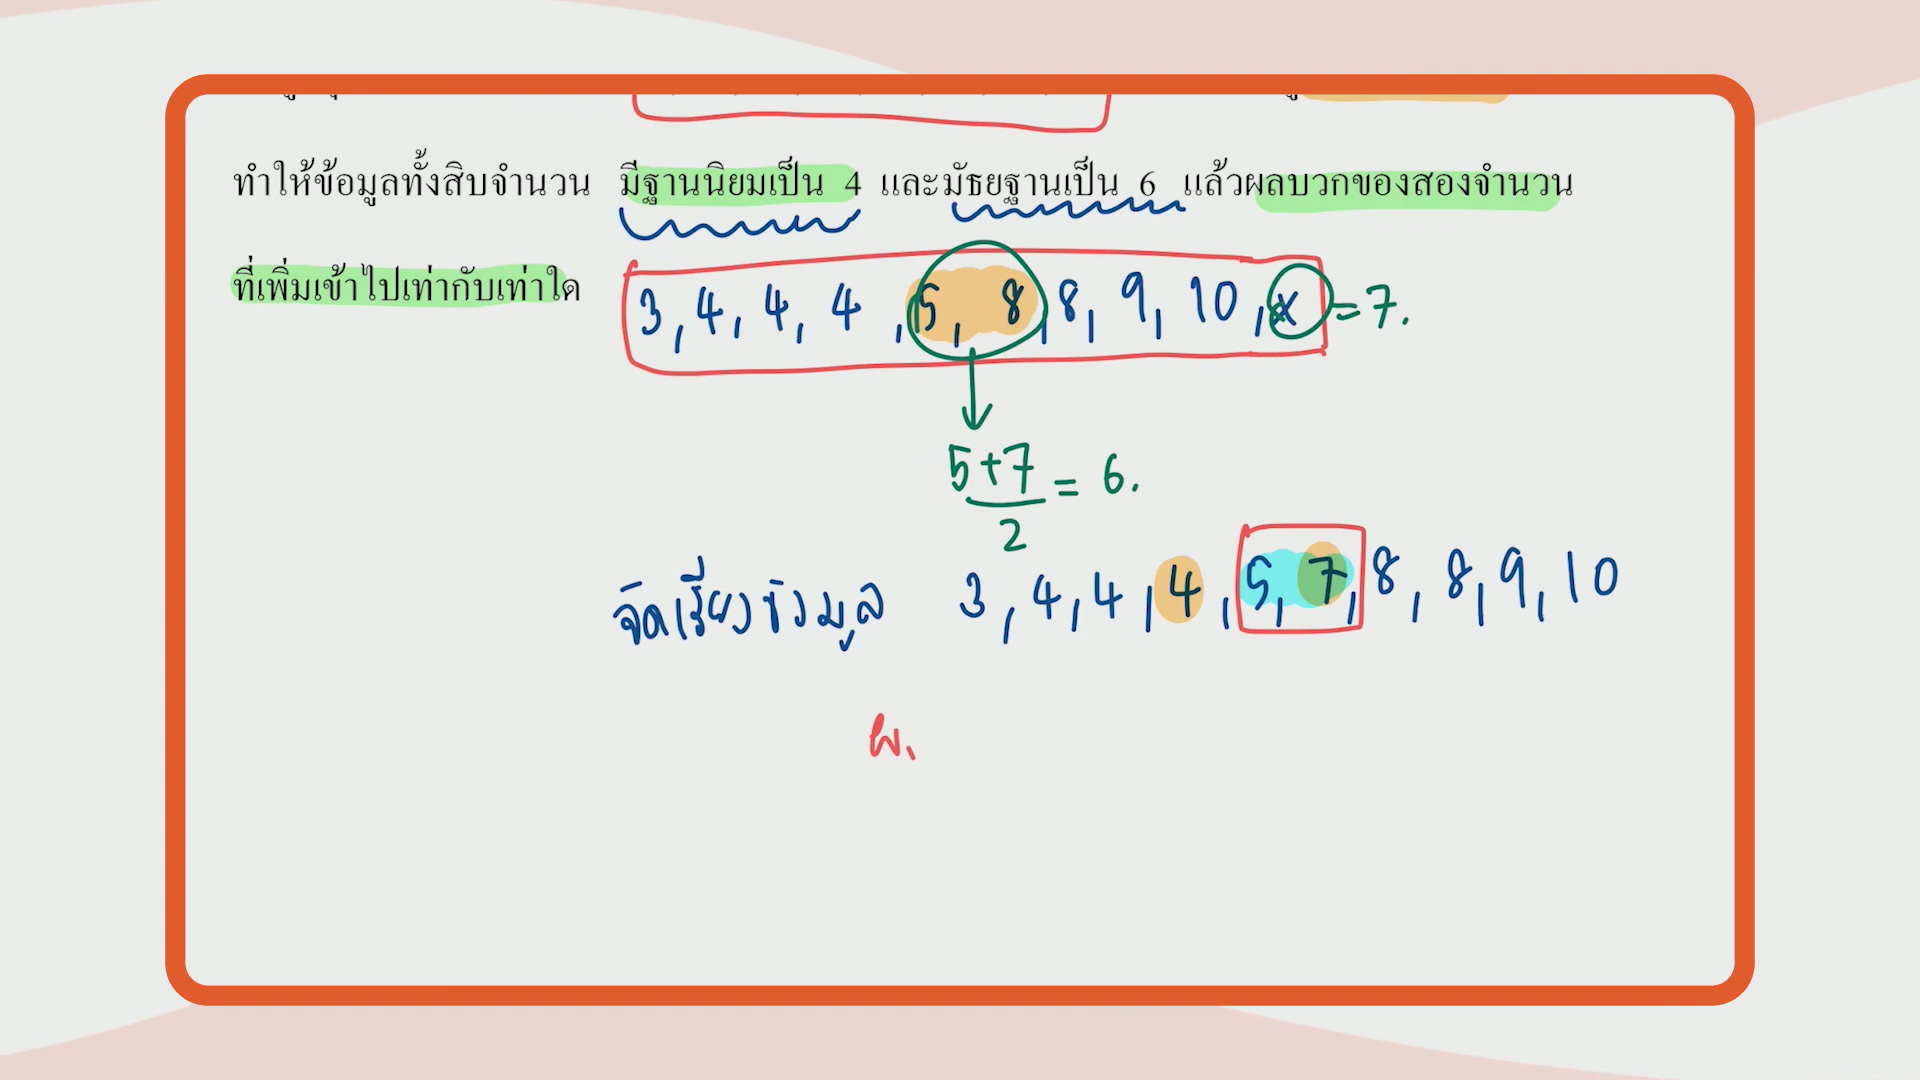 ทำให้ข้อมูลทั้งสิบจำนวน มีฐานนิยมเป็น 4 และมัธยฐานเป็น 6 แล้วผลบวกของสองจำนวน
ที่เพิ่มเข้าไปเท่ากับเท่าใด
3, 4, 4, 4, 5, 8, 8, 9, 10, x = 7.
5+7
2
= 6.
จัดเรียงข้อมูล 3, 4, 4, 4, 5, 7, 8, 8, 9, 10